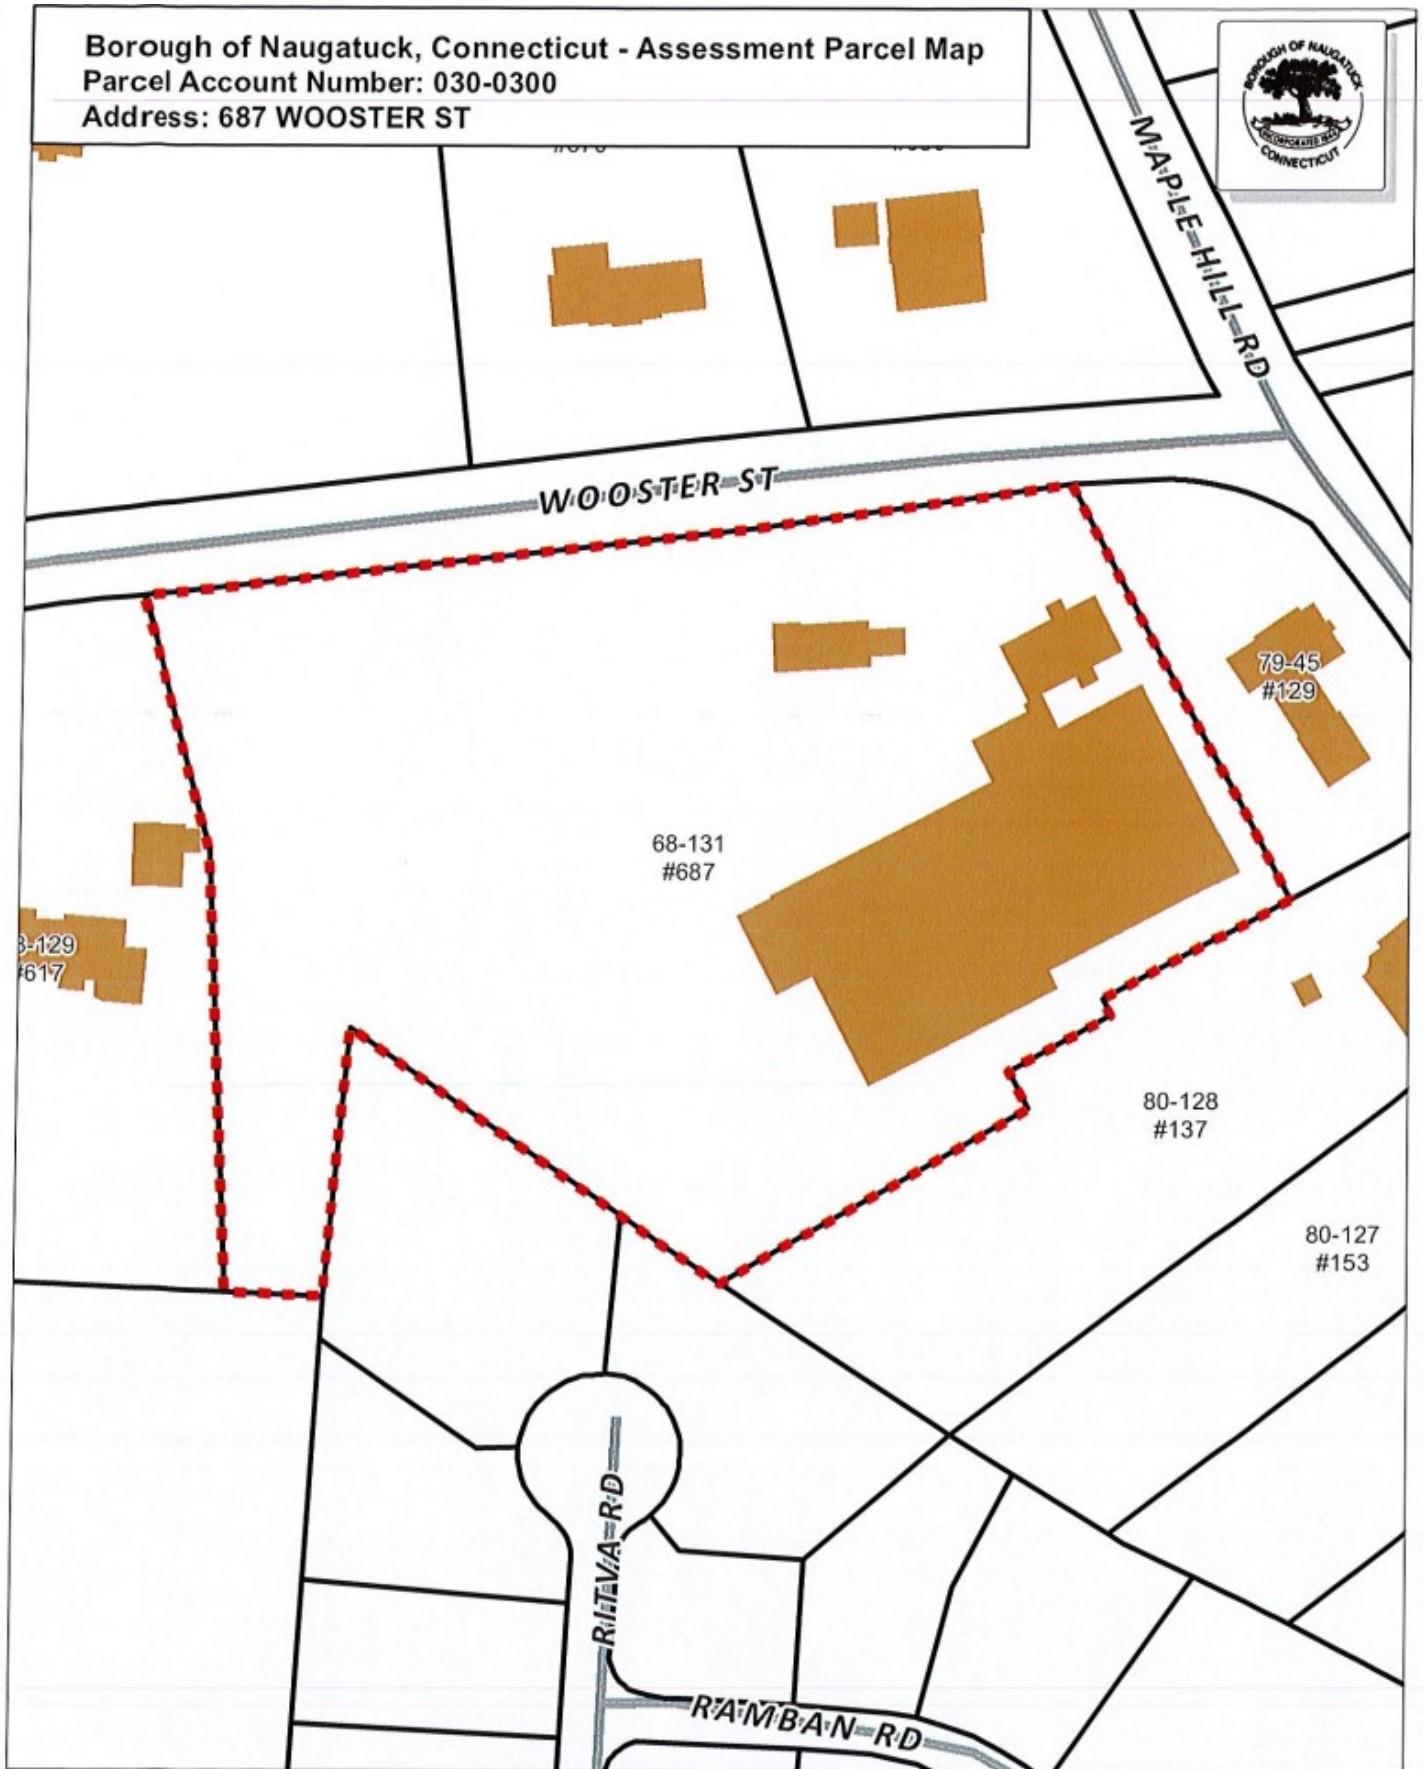 Borough of Naugatuck, Connecticut - Assessment Parcel Map
Parcel Account Number: 030-0300
Address: 687 WOOSTER ST
BOROUGH OF NAUGATUCK
CONNECTICUT
MAPLE HILL RD
WOOSTER ST
79-45
#129
68-131
#687
#617
80-128
#137
80-127
#153
RITVA RD
RAMBAN RD